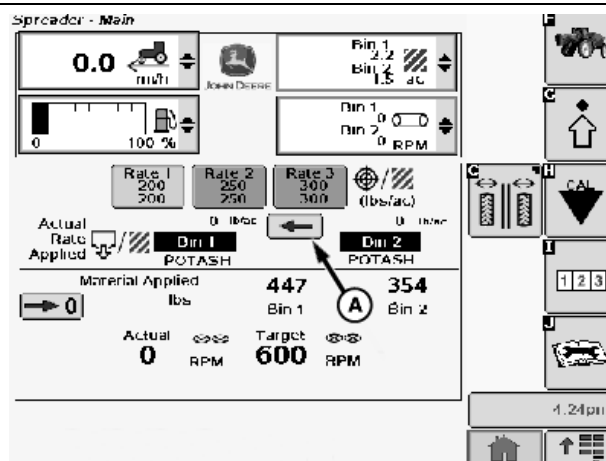 Spreader - Main
0.0
mi/h
JOHN DEERE
Bin 1
2.2
Bin 2
1.5 ac
0 100 %
Bin 1
0
Bin 2
0 RPM
Rate 1
200
200
Rate 2
250
250
Rate 3
300
300
(lbs/ac)
Actual
Rate
Applied
0 lb/ac
0 lb/ac
Bin 1
Bin 2
POTASH
POTASH
Material Applied
lbs
447
354
Bin 1
Bin 2
A
0
Actual
Target
0 RPM
600 RPM
F
G
G
H
CAL
I
1 2 3
J
4:24pm